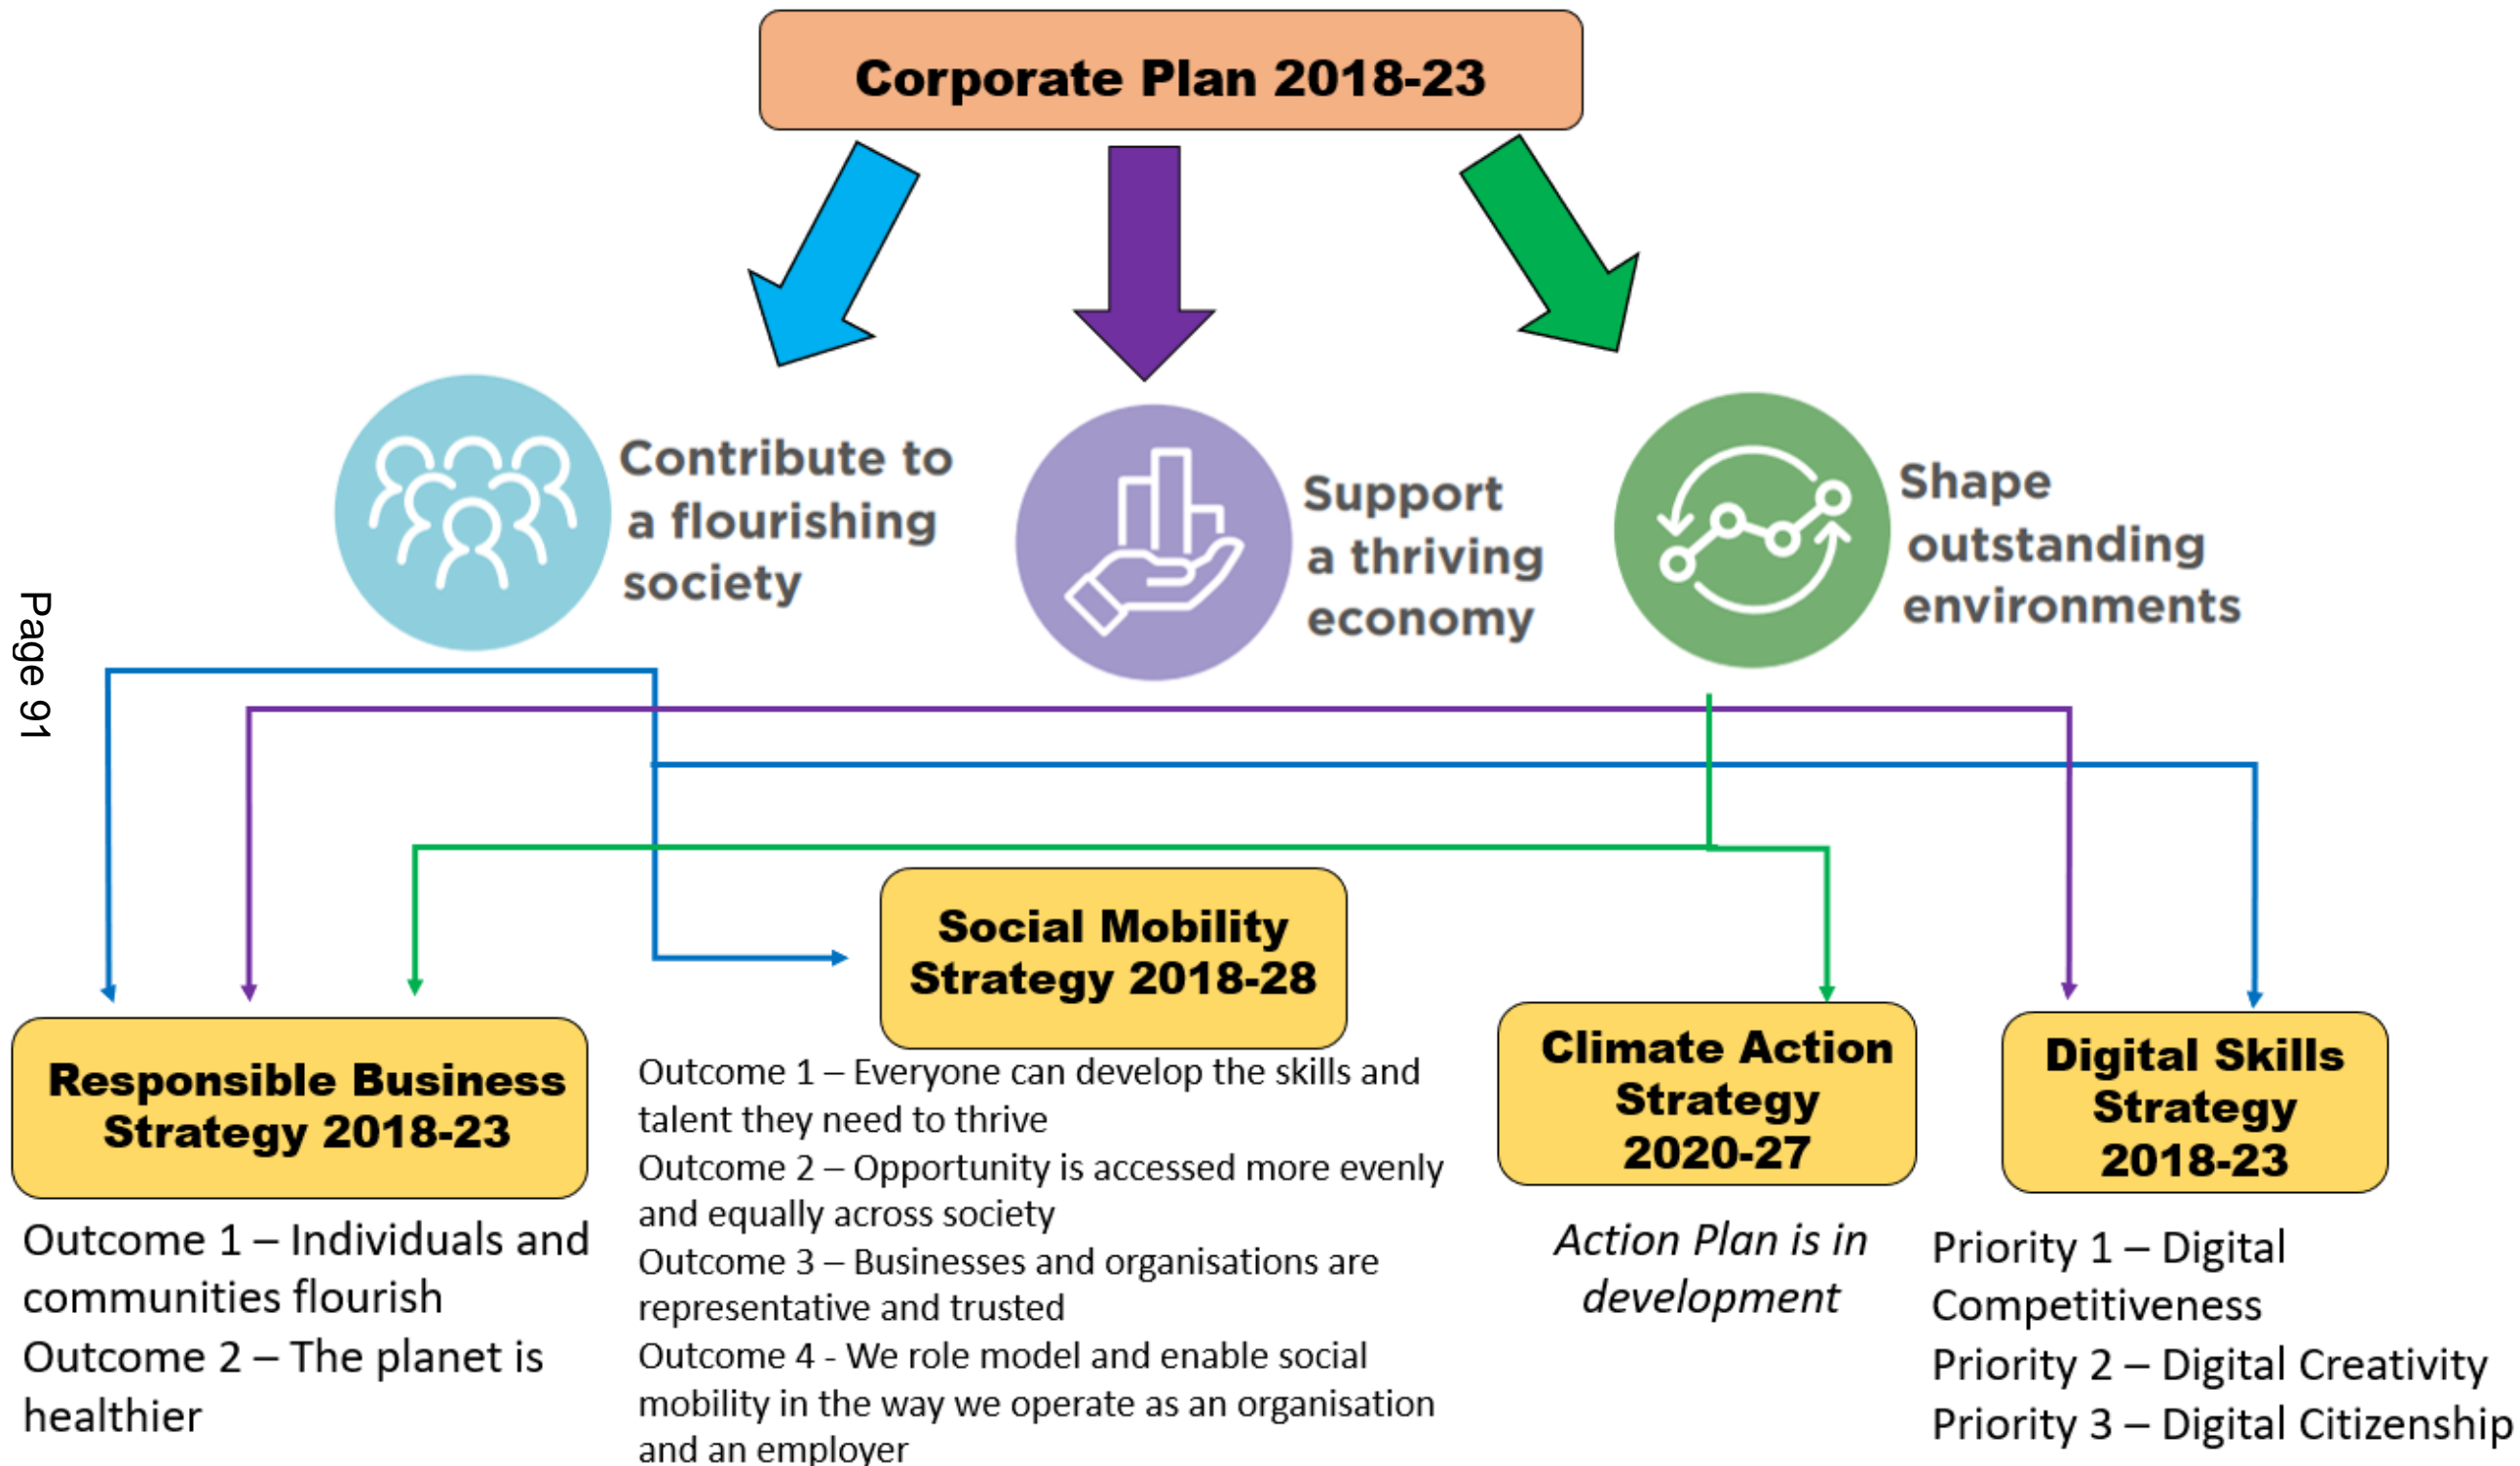 Corporate Plan 2018-23
Contribute to
a flourishing
society
Support
a thriving
economy
Shape
outstanding
environments
Page 91
Responsible Business
Strategy 2018-23
Outcome 1 – Individuals and
communities flourish
Outcome 2 – The planet is
healthier
Social Mobility
Strategy 2018-28
Outcome 1 – Everyone can develop the skills and
talent they need to thrive
Outcome 2 – Opportunity is accessed more evenly
and equally across society
Outcome 3 – Businesses and organisations are
representative and trusted
Outcome 4 - We role model and enable social
mobility in the way we operate as an organisation
and an employer
Climate Action
Strategy
2020-27
Action Plan is in
development
Digital Skills
Strategy
2018-23
Priority 1 – Digital
Competitiveness
Priority 2 – Digital Creativity
Priority 3 – Digital Citizenship